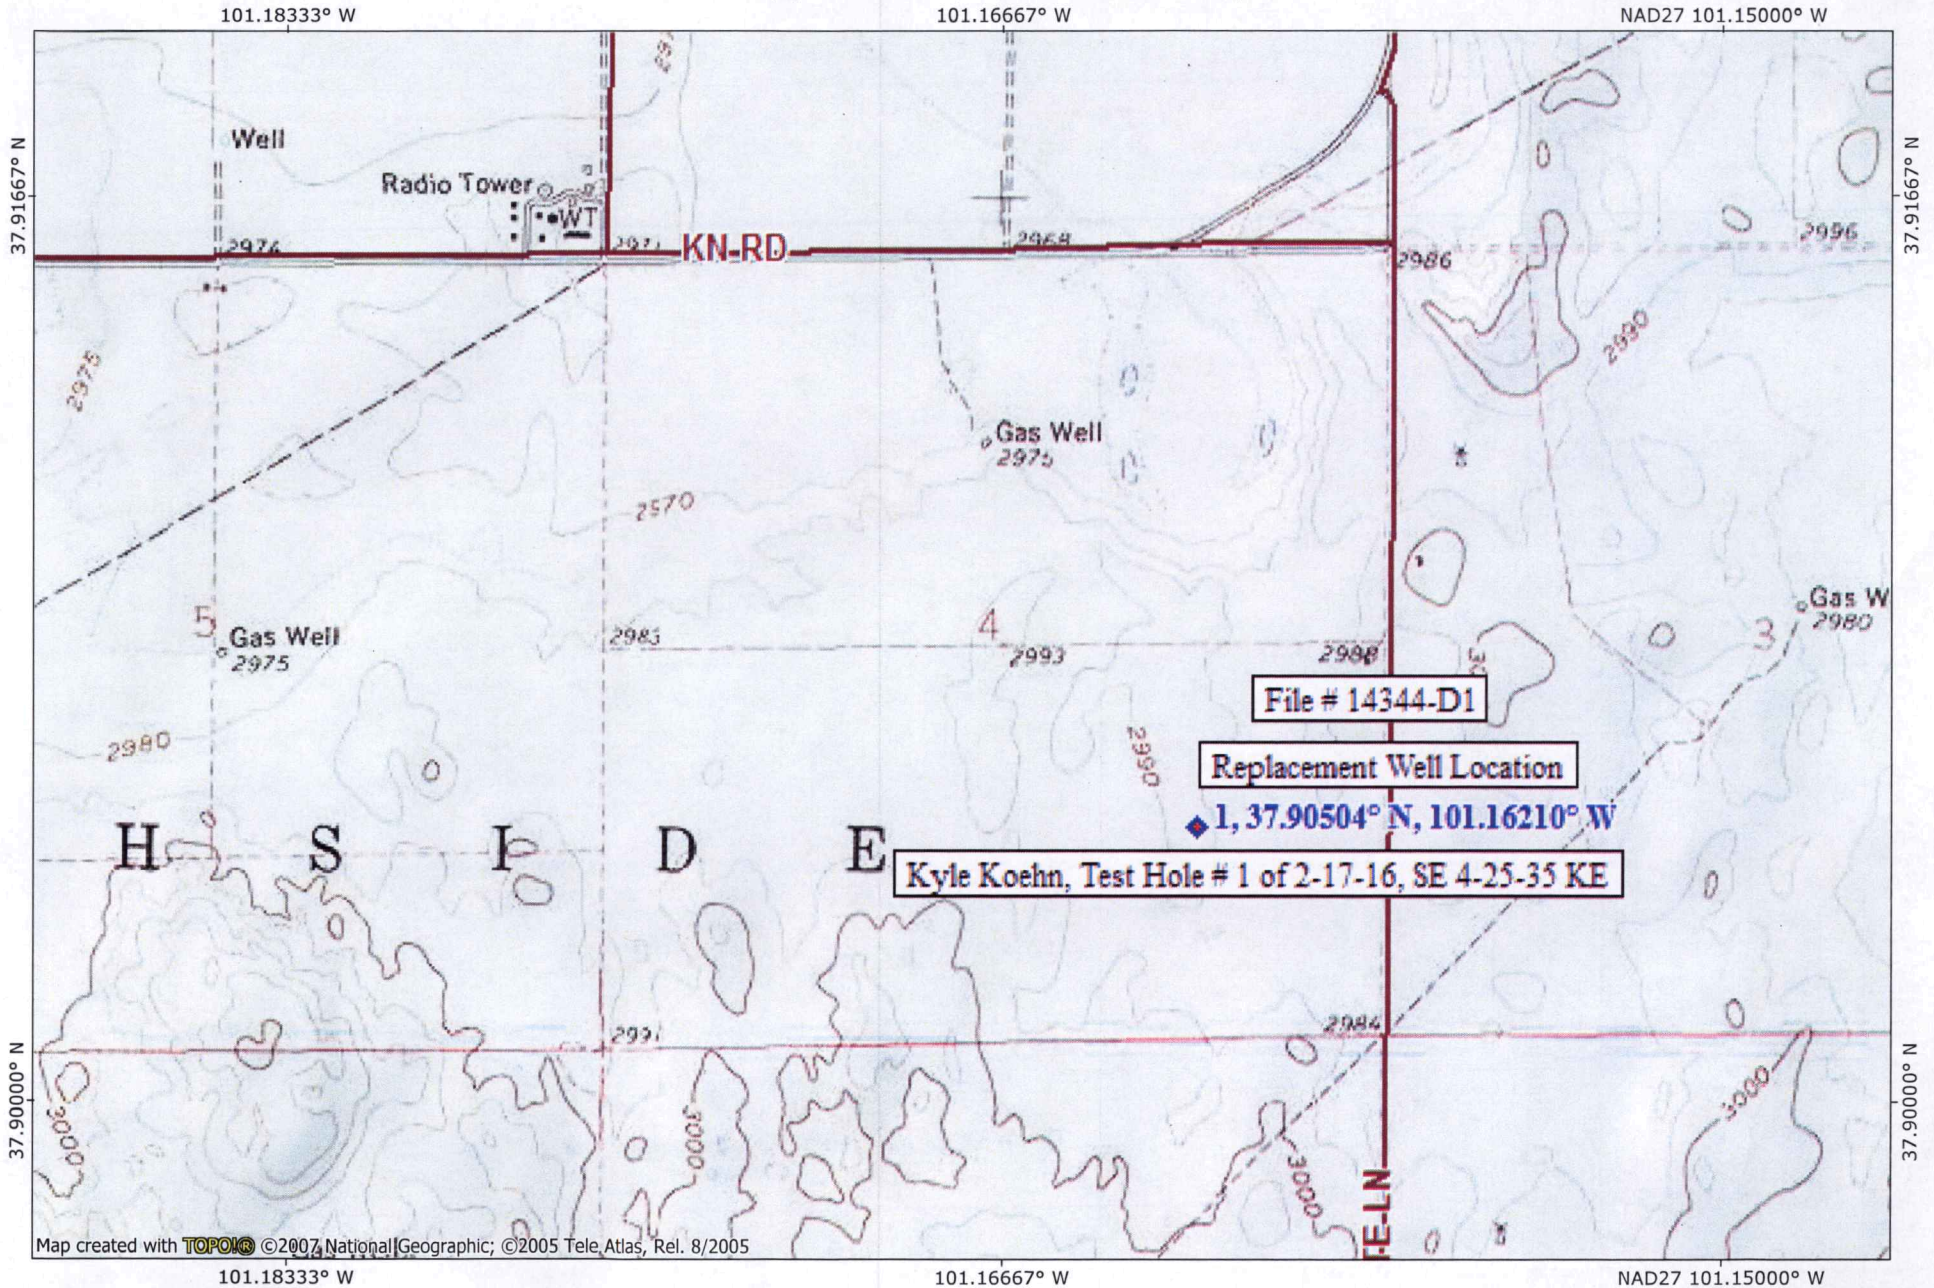 101.18333° W
101.16667° W
NAD27 101.15000° W
37.91667° N
37.91667° N
Well
Radio Tower
WT
2974
2971
KN-RD
2968
2986
2996
2975
2990
Gas Well
2975
2970
5
Gas Well
2975
2983
4
2993
2988
3
Gas W
2980
File # 14344-D1
2980
2990
Replacement Well Location
1, 37.90504° N, 101.16210° W
H S I D E
Kyle Koehn, Test Hole # 1 of 2-17-16, SE 4-25-35 KE
2991
2984
37.90000° N
37.90000° N
3000
3000
3000
3000
T-E-LN
Map created with TOPO!® ©2007 National Geographic; ©2005 Tele Atlas, Rel. 8/2005
101.18333° W
101.16667° W
NAD27 101.15000° W